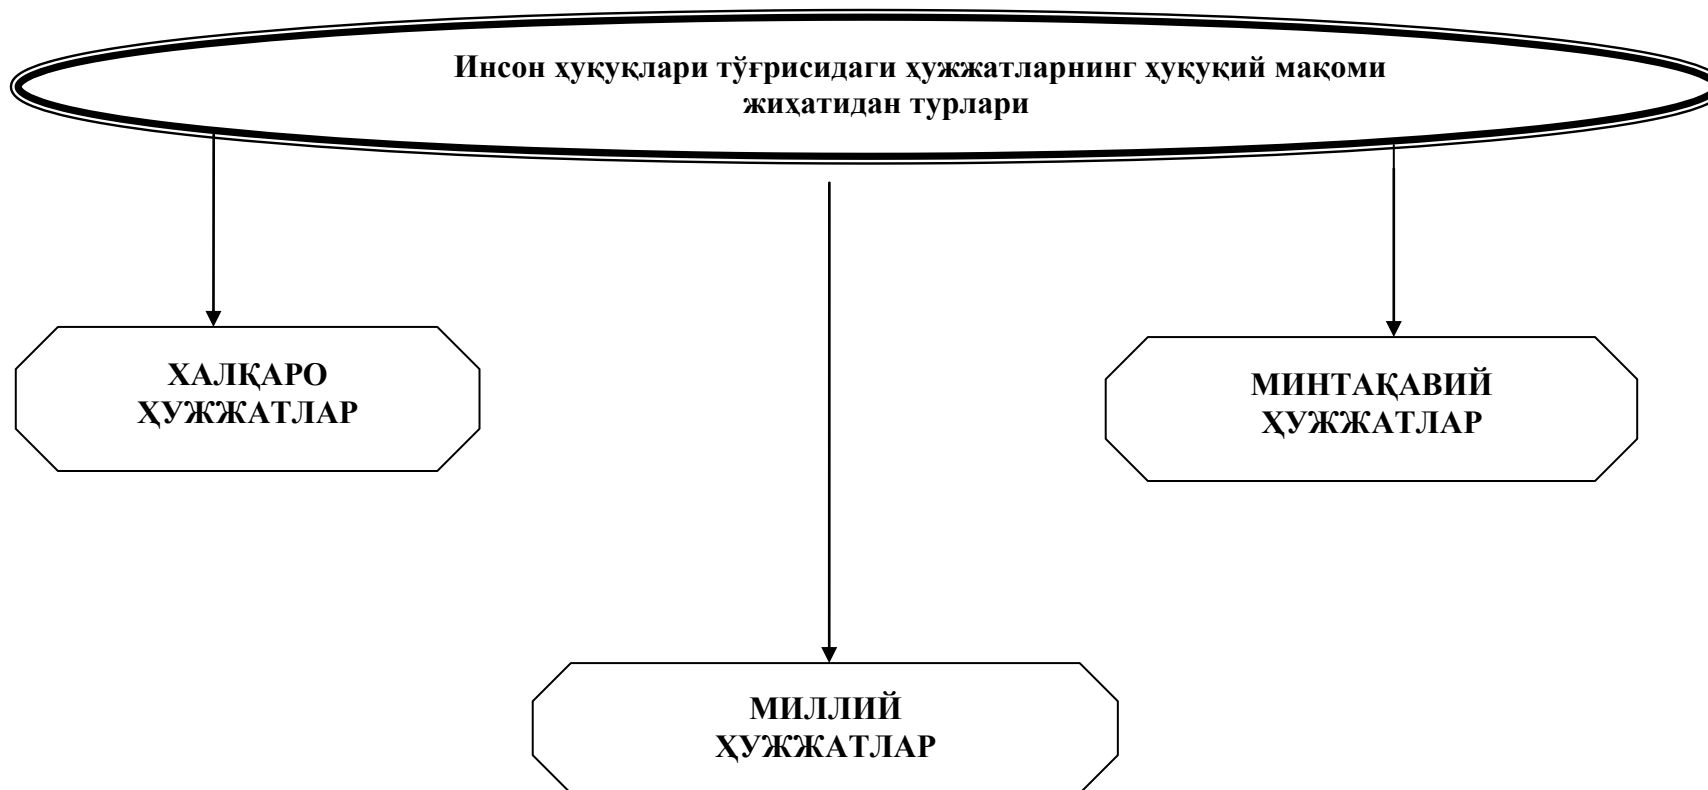 Инсон ҳуқуқлари тўғрисидаги ҳужжатларнинг ҳуқуқий мақоми
жиҳатидан турлари
ХАЛҚАРО
ҲУЖЖАТЛАР
МИНТАҚАВИЙ
ҲУЖЖАТЛАР
МИЛЛИЙ
ҲУЖЖАТЛАР